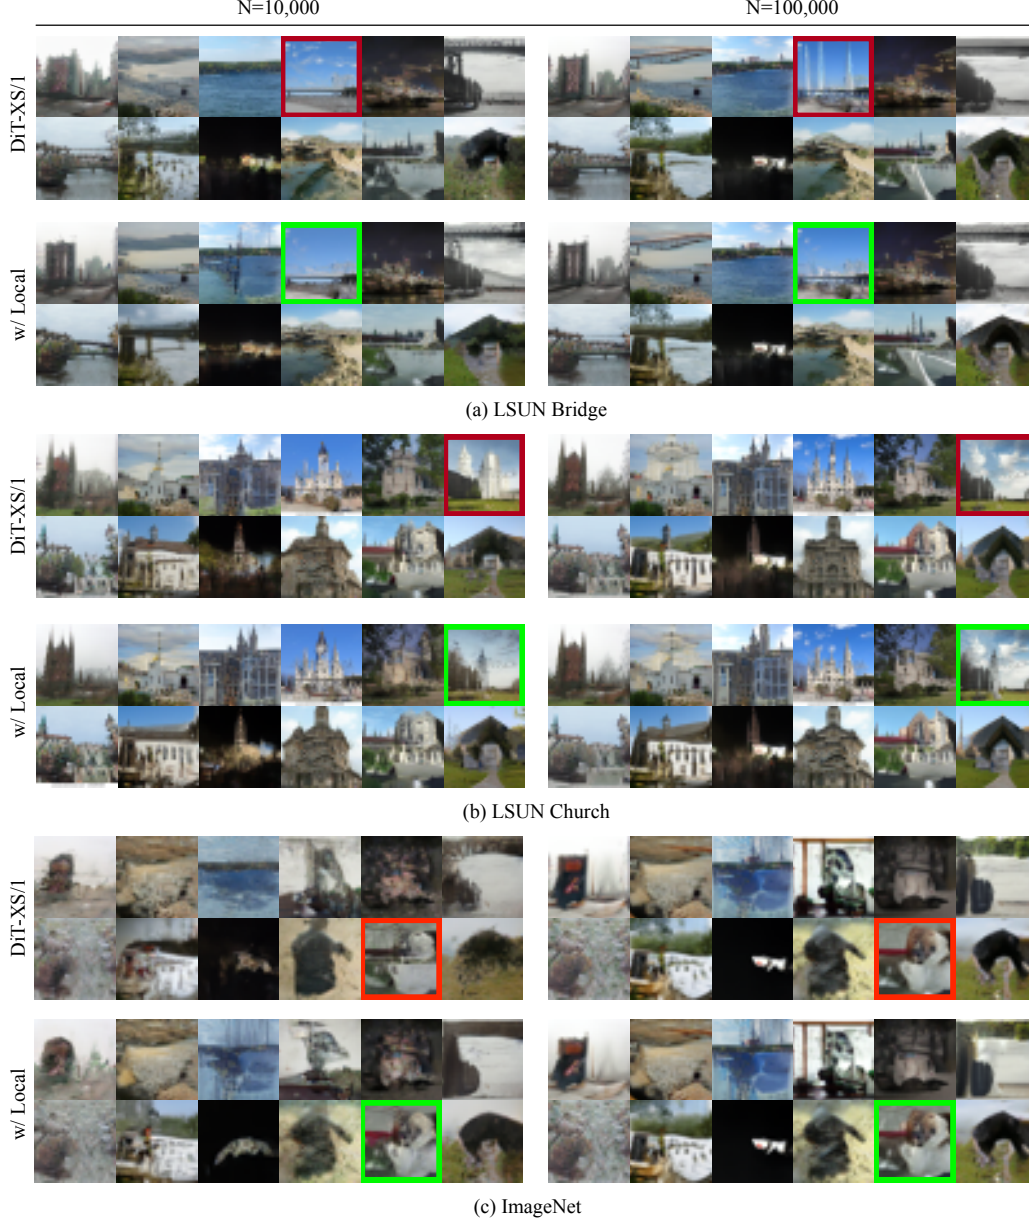 N=10,000
N=100,000
DiT-XS/1
w/ Local
(a) LSUN Bridge
DiT-XS/1
w/ Local
(b) LSUN Church
DiT-XS/1
w/ Local
(c) ImageNet